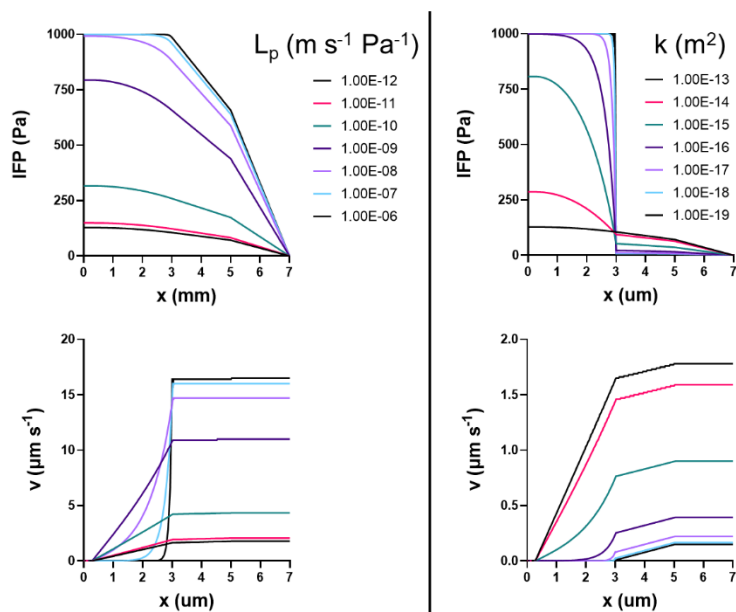 L_p (m s⁻¹ Pa⁻¹)
IFP (Pa)
1000
750
500
250
0
0 1 2 3 4 5 6 7
x (mm)
1.00E-12
1.00E-11
1.00E-10
1.00E-09
1.00E-08
1.00E-07
1.00E-06
k (m²)
IFP (Pa)
1000
750
500
250
0
0 1 2 3 4 5 6 7
x (um)
1.00E-13
1.00E-14
1.00E-15
1.00E-16
1.00E-17
1.00E-18
1.00E-19
v (µm s⁻¹)
20
15
10
5
0
0 1 2 3 4 5 6 7
x (um)
v (µm s⁻¹)
2.0
1.5
1.0
0.5
0.0
0 1 2 3 4 5 6 7
x (um)